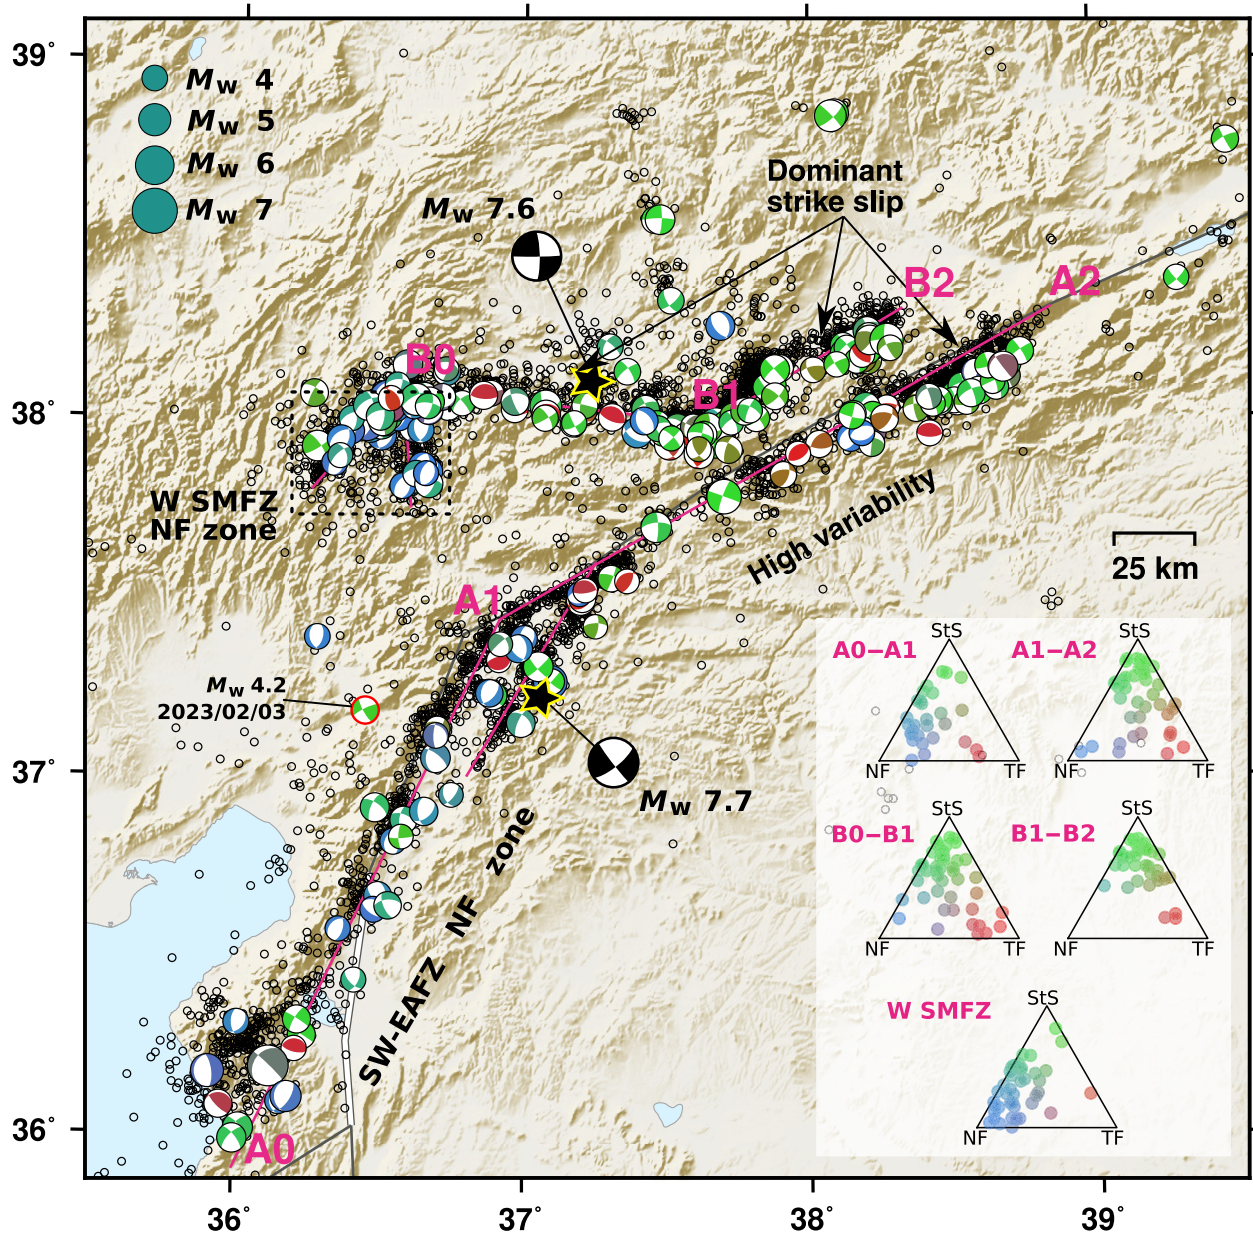 39°
38°
37°
36°
Mw 4
Mw 5
Mw 6
Mw 7
Mw 7.6
Dominant
strike slip
B2
A2
B0
B1
W SMFZ
NF zone
High variability
25 km
A1
Mw 4.2
2023/02/03
Mw 7.7
SW-EAFZ NF zone
A0
A0−A1
StS
NF
TF
A1−A2
StS
NF
TF
B0−B1
StS
NF
TF
B1−B2
StS
NF
TF
W SMFZ
StS
NF
TF
36°
37°
38°
39°